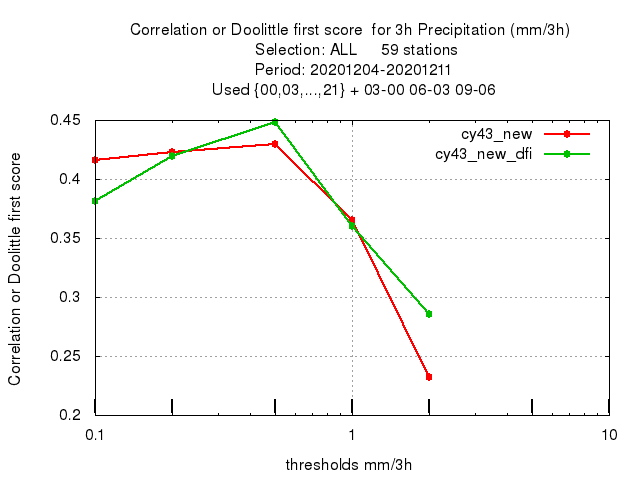 Correlation or Doolittle first score  for 3h Precipitation (mm/3h)
Selection: ALL     59 stations
Period: 20201204-20201211
Used {00,03,...,21} + 03-00 06-03 09-06
cy43_new
cy43_new_dfi
Correlation or Doolittle first score
0.45
0.4
0.35
0.3
0.25
0.2
0.1
1
10
thresholds mm/3h